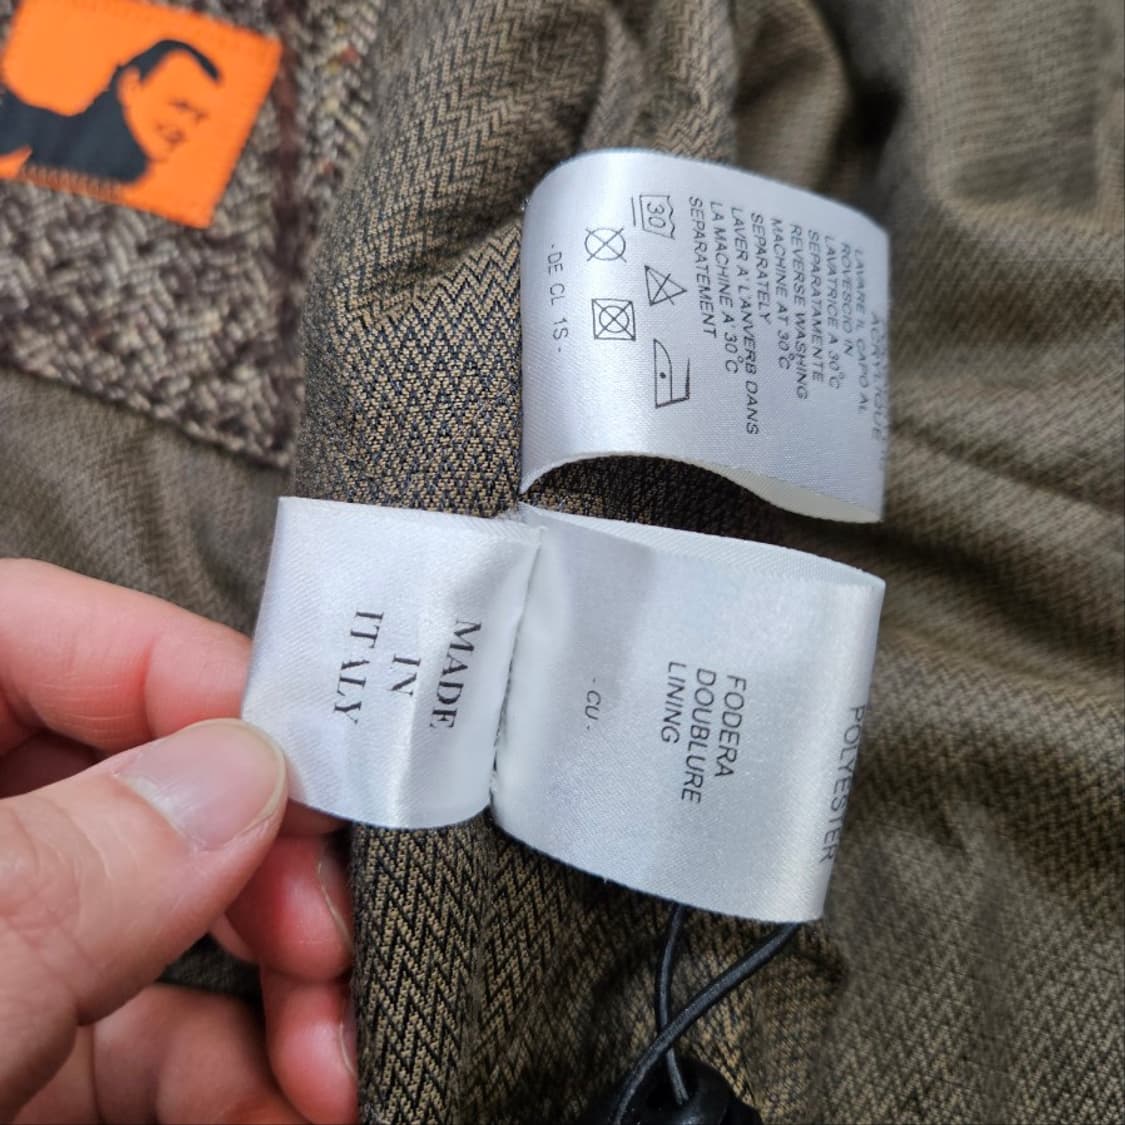 ACRYLIQUE
LAVARE IL CAPO AL
ROVESCIO IN
LAVATRICE A 30°C
SEPARATAMENTE
REVERSE WASHING
MACHINE AT 30°C
SEPARATELY
LAVER A L'ANVERB DANS
LA MACHINE A' 30°C
SEPARATEMENT
30
- DE CL 1S -
MADE
IN
ITALY
POLYESTER
FODERA
DOUBLURE
LINING
- CU -